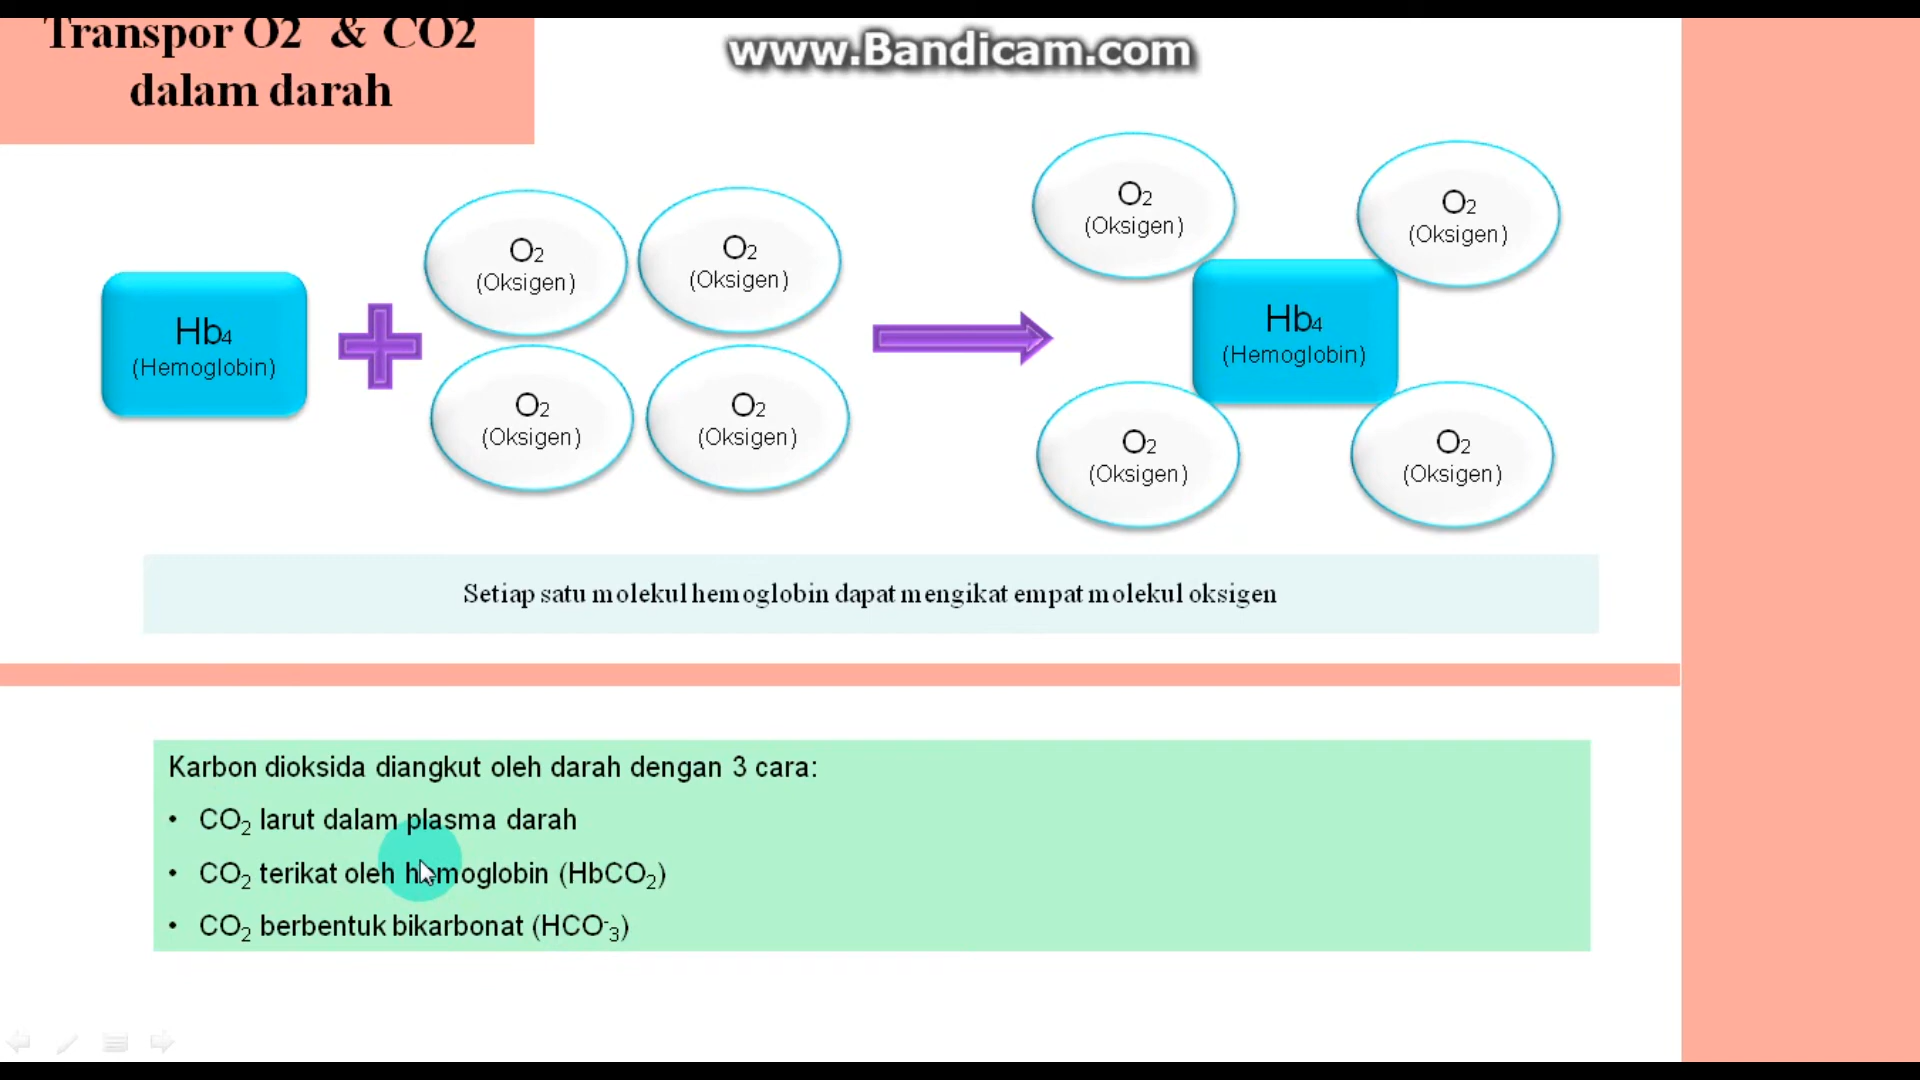 Transpor O2 & CO2
dalam darah
www.Bandicam.com
Hb4
(Hemoglobin)
O2
(Oksigen)
O2
(Oksigen)
O2
(Oksigen)
O2
(Oksigen)
O2
(Oksigen)
O2
(Oksigen)
Hb4
(Hemoglobin)
O2
(Oksigen)
O2
(Oksigen)
Setiap satu molekul hemoglobin dapat mengikat empat molekul oksigen
Karbon dioksida diangkut oleh darah dengan 3 cara:
• CO₂ larut dalam plasma darah
• CO₂ terikat oleh hemoglobin (HbCO₂)
• CO₂ berbentuk bikarbonat (HCO⁻₃)